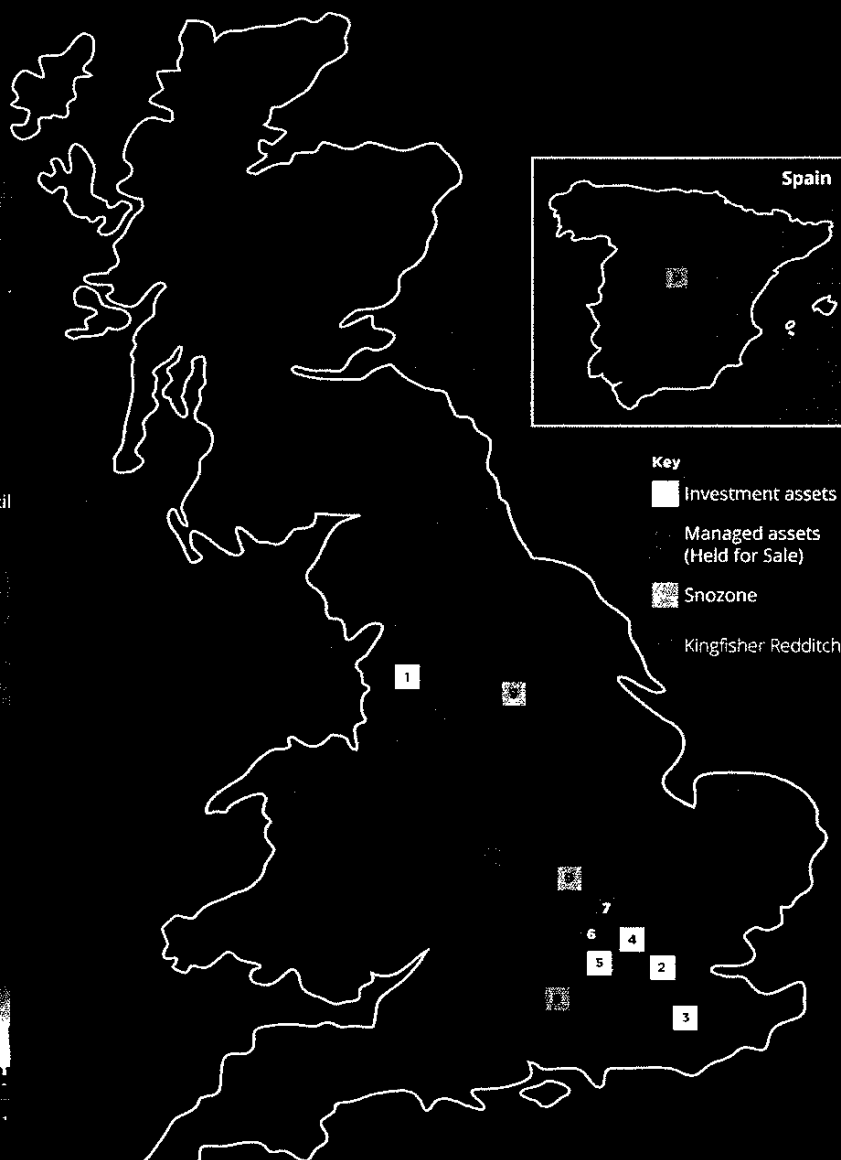 Spain
Key
Investment assets
Managed assets
(Held for Sale)
Snozone
Kingfisher Redditch
1
7
6
4
5
2
3